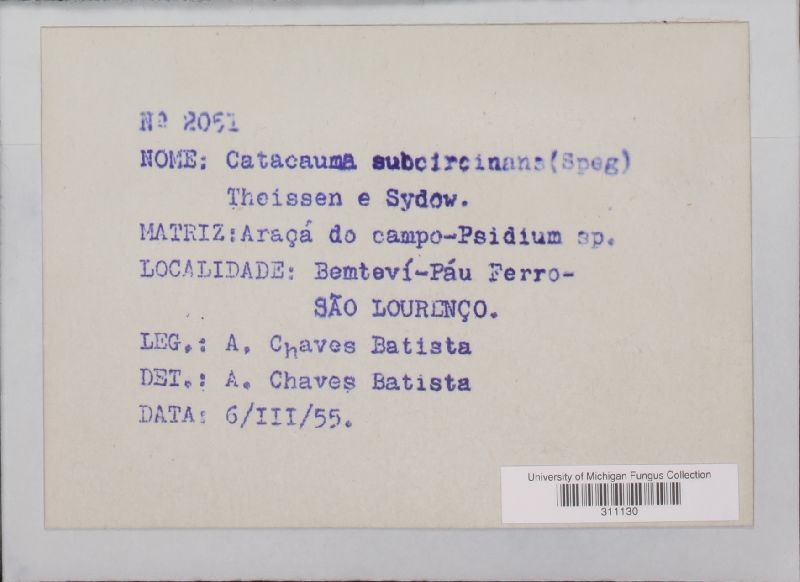 Nº 2051
NOME: Catacauma subcircinans(Speg)
Theissen e Sydow.
MATRIZ:Araçá do campo-Psidium sp.
LOCALIDADE: Bemteví-Páu Ferro-
SÃO LOURENÇO.
LEG.: A. Chaves Batista
DET.: A. Chaves Batista
DATA: 6/III/55.
University of Michigan Fungus Collection
311130